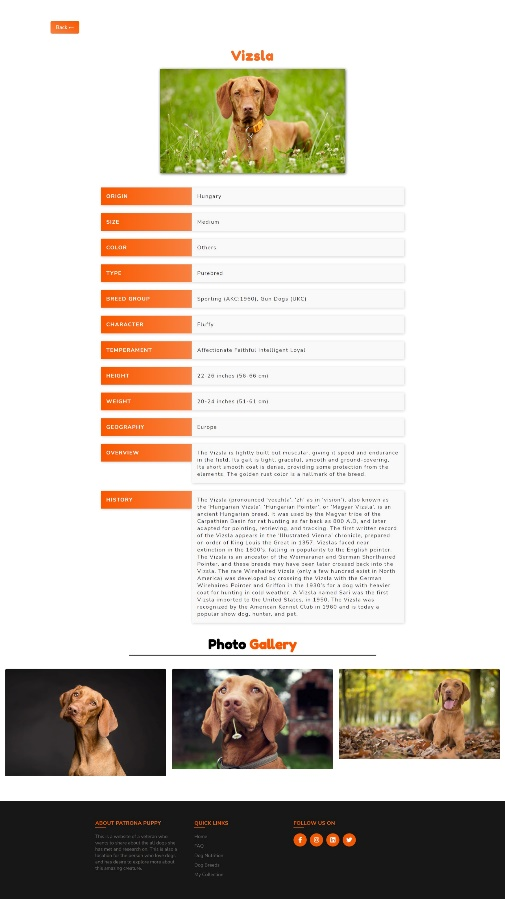 Back
Vizsla
ORIGIN
Hungary
SIZE
Medium
COLOR
Others
TYPE
Purebred
BREED GROUP
Sporting (AKC:1960), Gun Dogs (UKC)
CHARACTER
Fluffy
TEMPERAMENT
Affectionate Faithful Intelligent Loyal
HEIGHT
22-26 inches (56-66 cm)
WEIGHT
20-24 inches (51-61 cm)
GEOGRAPHY
Europe
OVERVIEW
The Vizsla is lightly built but muscular, giving it speed and endurance
in the field. Its gait is light, graceful, smooth and ground-covering.
Its short smooth coat is dense, providing some protection from the
elements. The golden rust color is a hallmark of the breed.
HISTORY
The Vizsla (pronounced 'veezhla', 'zh' as in 'vision'), also known as
the 'Hungarian Vizsla', 'Hungarian Pointer', or 'Magyar Vizsla', is an
ancient Hungarian breed. It was used by the Magyar tribe of the
Carpathian Basin for rat hunting as far back as 800 A.D, and later
adapted for pointing, retrieving, and tracking. The first written record
of the Vizsla appears in the 'Illustrated Vienna' chronicle, prepared
on order of King Louis the Great in 1357. Vizslas faced near
extinction in the 1800's, falling in popularity to the English pointer.
The Vizsla is an ancestor of the Weimaraner and German Shorthaired
Pointer, and these breeds may have been later crossed back into the
Vizsla. The rare Wirehaired Vizsla (only a few hundred exist in North
America) was developed by crossing the Vizsla with the German
Wirehaired Pointer and Griffon in the 1930's for a dog with heavier
coat for hunting in cold weather. A Vizsla named Sari was the first
Vizsla imported to the United States, in 1950. The Vizsla was
recognized by the American Kennel Club in 1960 and is today a
popular show dog, hunter, and pet.
Photo Gallery
ABOUT PATRONA PUPPY
QUICK LINKS
FOLLOW US ON
Home
FAQ
Dog Nutrition
Dog Breeds
My Collection